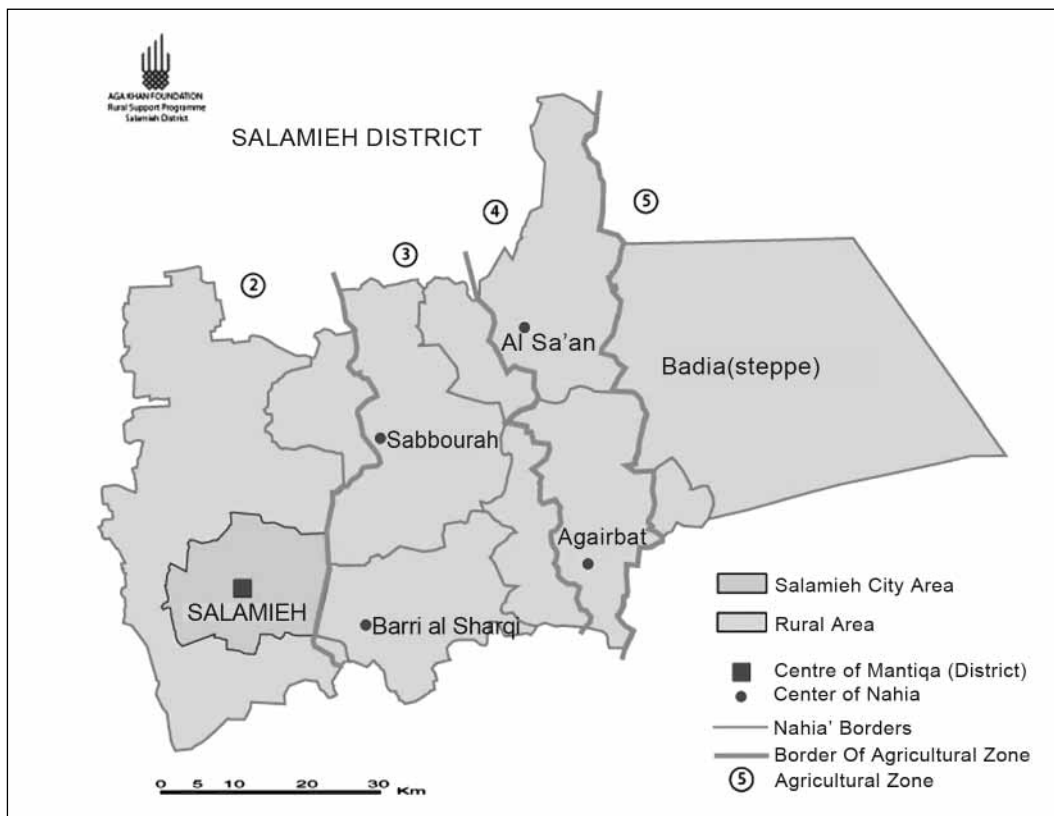 AGA KHAN FOUNDATION
Rural Support Programme
Salamieh District
SALAMIEH DISTRICT
4
5
3
2
Al Sa'an
Badia(steppe)
Sabbourah
Agairbat
SALAMIEH
Barri al Sharqi
Salamieh City Area
Rural Area
Centre of Mantiqa (District)
Center of Nahia
Nahia' Borders
Border Of Agricultural Zone
5 Agricultural Zone
0 5 10 20 30 Km